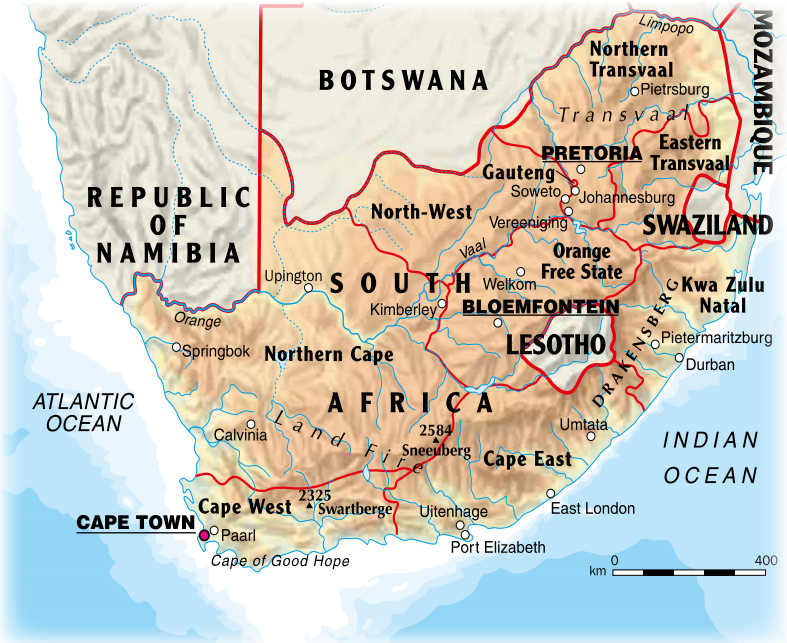 Limpopo
MOZAMBIQUE
Northern
Transvaal
BOTSWANA
Pietrsburg
Transvaal
Eastern
Transvaal
PRETORIA
Gauteng
Soweto
Johannesburg
REPUBLIC
OF
NAMIBIA
North-West
Vereeniging
SWAZILAND
Vaal
Orange
Free State
Upington
SOUTH
Welkom
Kwa Zulu
Natal
Kimberley
BLOEMFONTEIN
DRAKENSBERG
Orange
Springbok
Northern Cape
LESOTHO
Pietermaritzburg
Durban
ATLANTIC
OCEAN
AFRICA
Land Fire
Calvinia
2584
Sneeuberg
Umtata
INDIAN
OCEAN
Cape East
Cape West
2325
Swartberge
CAPE TOWN
Paarl
Uitenhage
East London
Port Elizabeth
Cape of Good Hope
0
400
km